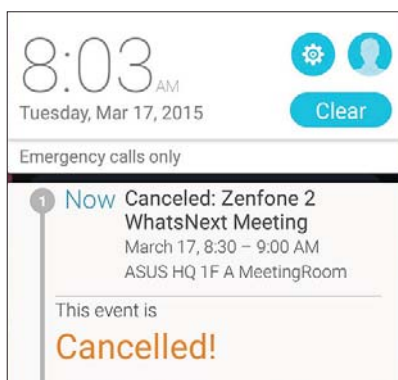 8:03 AM
Tuesday, Mar 17, 2015
Clear
Emergency calls only
1 Now Canceled: Zenfone 2
WhatsNext Meeting
March 17, 8:30 – 9:00 AM
ASUS HQ 1F A MeetingRoom
This event is
Cancelled!